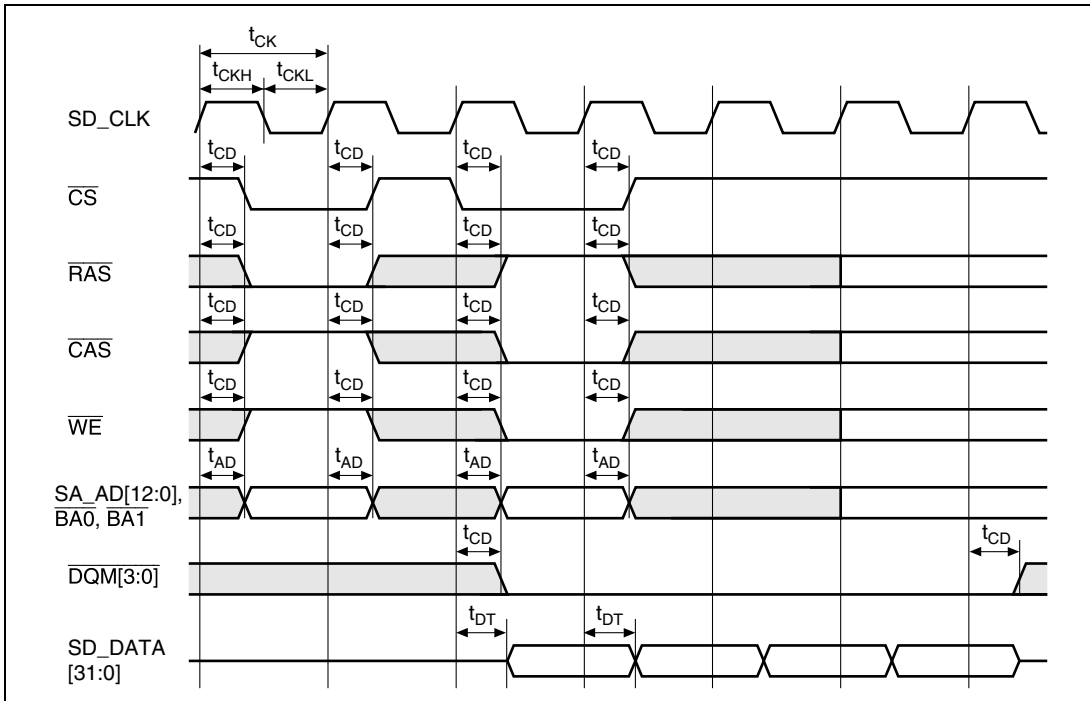 tCK
tCKH tCKL
SD_CLK
tCD tCD tCD tCD
CS
tCD tCD tCD tCD
RAS
tCD tCD tCD tCD
CAS
tCD tCD tCD tCD
WE
tAD tAD tAD tAD
SA_AD[12:0],
BA0, BA1
tCD tCD
DQM[3:0]
tDT tDT
SD_DATA
[31:0]